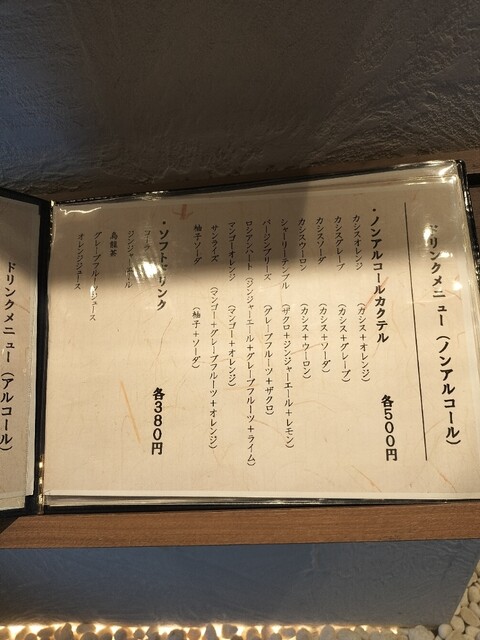 ドリンクメニュー（ノンアルコール）
・ノンアルコールカクテル 各500円
カシスオレンジ （カシス＋オレンジ）
カシスグレープ （カシス＋グレープ）
カシスソーダ （カシス＋ソーダ）
カシスウーロン （カシス＋ウーロン）
シャーリーテンプル （ザクロ＋ジンジャーエール＋レモン）
バージンブリーズ （グレープフルーツ＋ザクロ）
ロシアンハート （ジンジャーエール＋グレープフルーツ＋ライム）
マンゴーオレンジ （マンゴー＋オレンジ）
サンライズ （マンゴー＋グレープフルーツ＋オレンジ）
柚子ソーダ （柚子＋ソーダ）
・ソフトドリンク 各380円
コーラ
ジンジャーエール
烏龍茶
グレープフルーツジュース
オレンジジュース
ドリンクメニュー（アルコール）